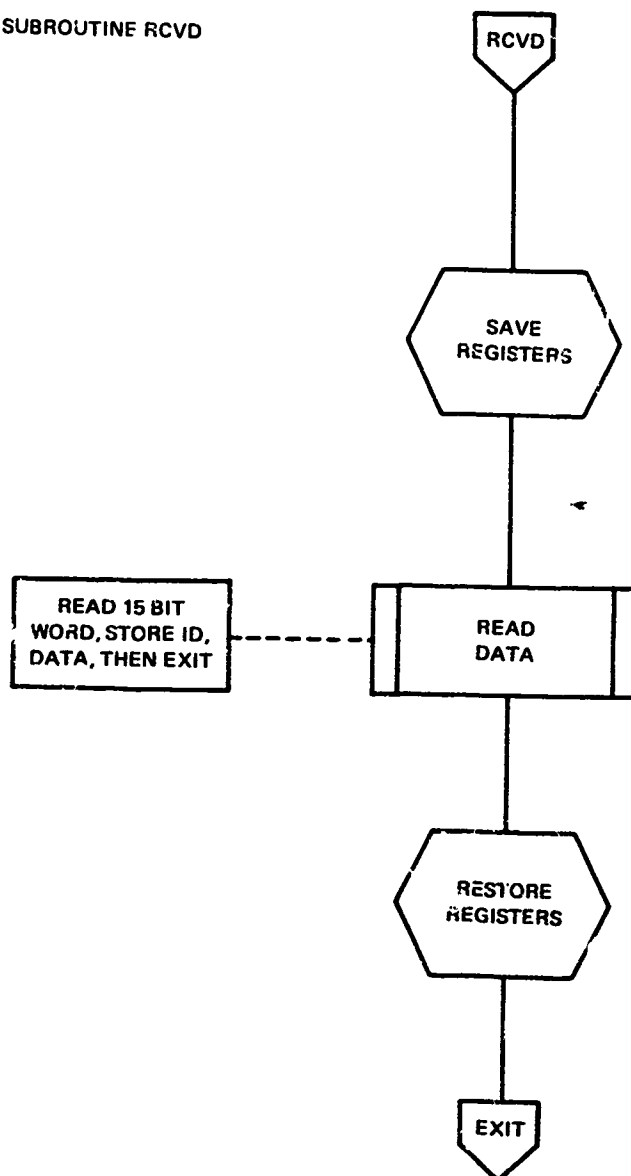 SUBROUTINE RCVD
RCVD
SAVE
REGISTERS
READ 15 BIT
WORD, STORE ID,
DATA, THEN EXIT
READ
DATA
RESTORE
REGISTERS
EXIT